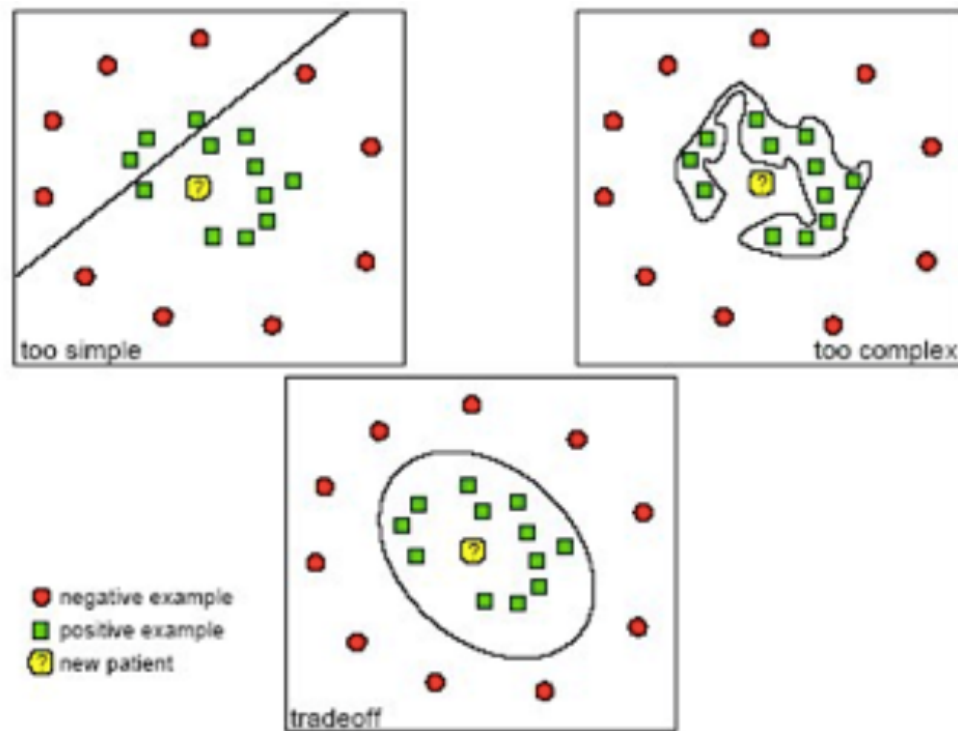 ?
too simple
?
too complex
?
negative example
positive example
? new patient
tradeoff